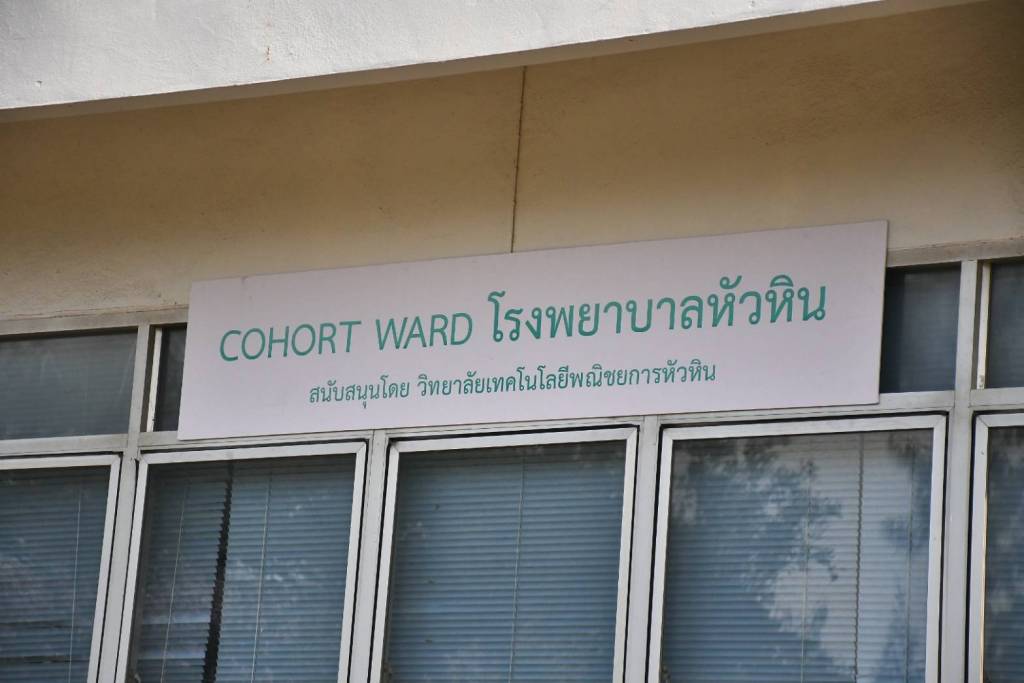 COHORT WARD โรงพยาบาลหัวหิน
สนับสนุนโดย วิทยาลัยเทคโนโลยีพณิชยการหัวหิน